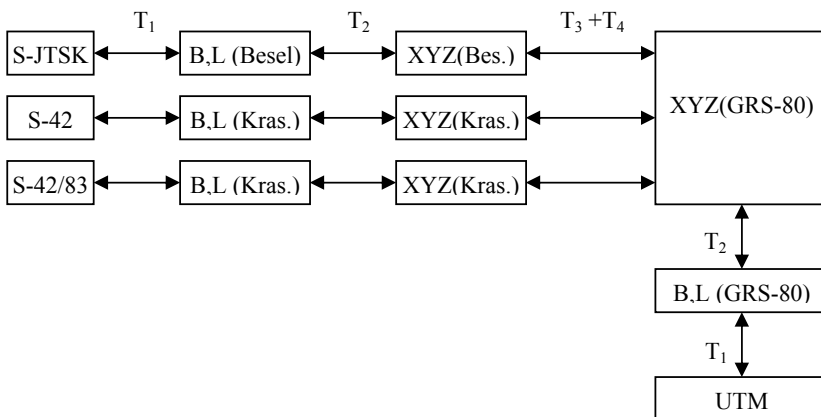 T1 T2 T3 +T4
S-JTSK B,L (Besel) XYZ(Bes.)
XYZ(GRS-80)
S-42 B,L (Kras.) XYZ(Kras.)
S-42/83 B,L (Kras.) XYZ(Kras.)
T2
B,L (GRS-80)
T1
UTM